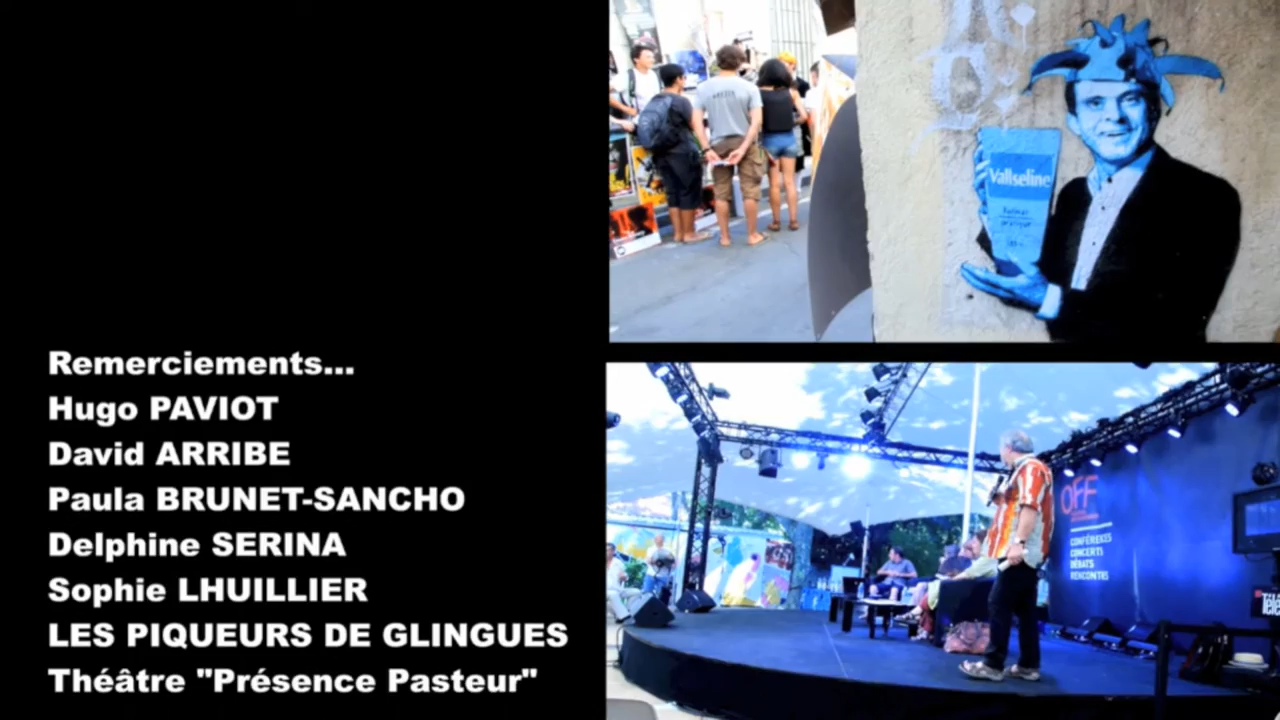 Remerciements...
Hugo PAVIOT
David ARRIBE
Paula BRUNET-SANCHO
Delphine SERINA
Sophie LHUILLIER
LES PIQUEURS DE GLINGUES
Théâtre "Présence Pasteur"
Vallseline
OFF
CONFÉRENCES
CONCERTS
DÉBATS
RENCONTRES